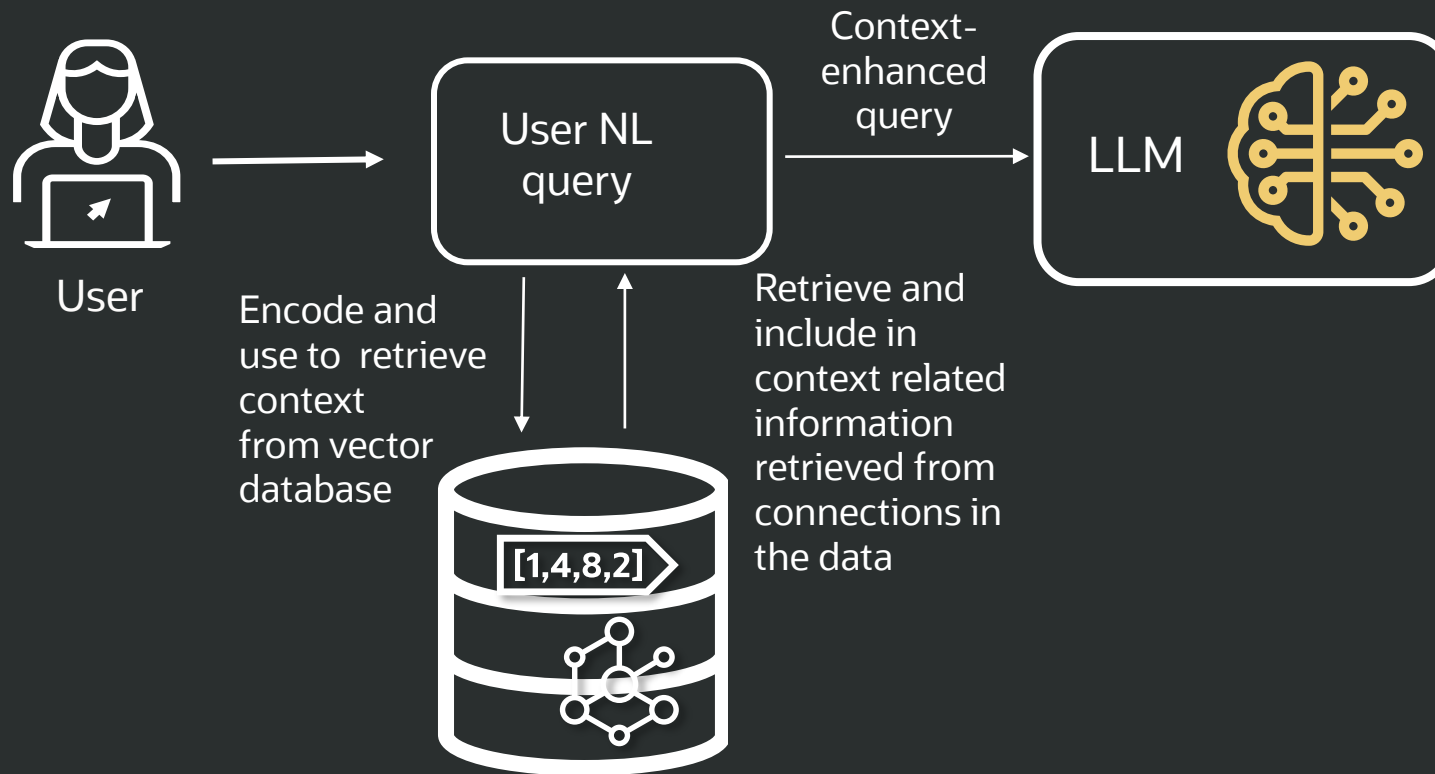 Context-
enhanced
query
User NL
query
LLM
User
Encode and
use to  retrieve
context
from vector
database
Retrieve and
include in
context related
information
retrieved from
connections in
the data
[1,4,8,2]